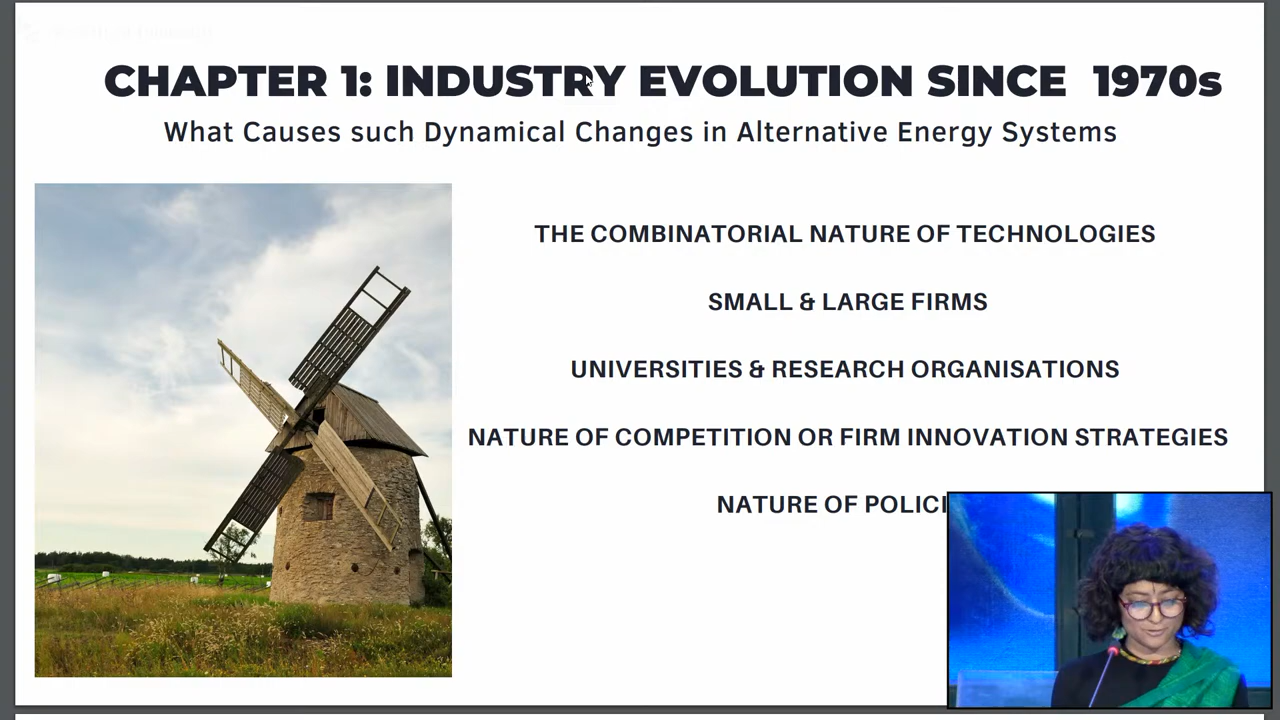 CHAPTER 1: INDUSTRY EVOLUTION SINCE 1970s
What Causes such Dynamical Changes in Alternative Energy Systems
THE COMBINATORIAL NATURE OF TECHNOLOGIES
SMALL & LARGE FIRMS
UNIVERSITIES & RESEARCH ORGANISATIONS
NATURE OF COMPETITION OR FIRM INNOVATION STRATEGIES
NATURE OF